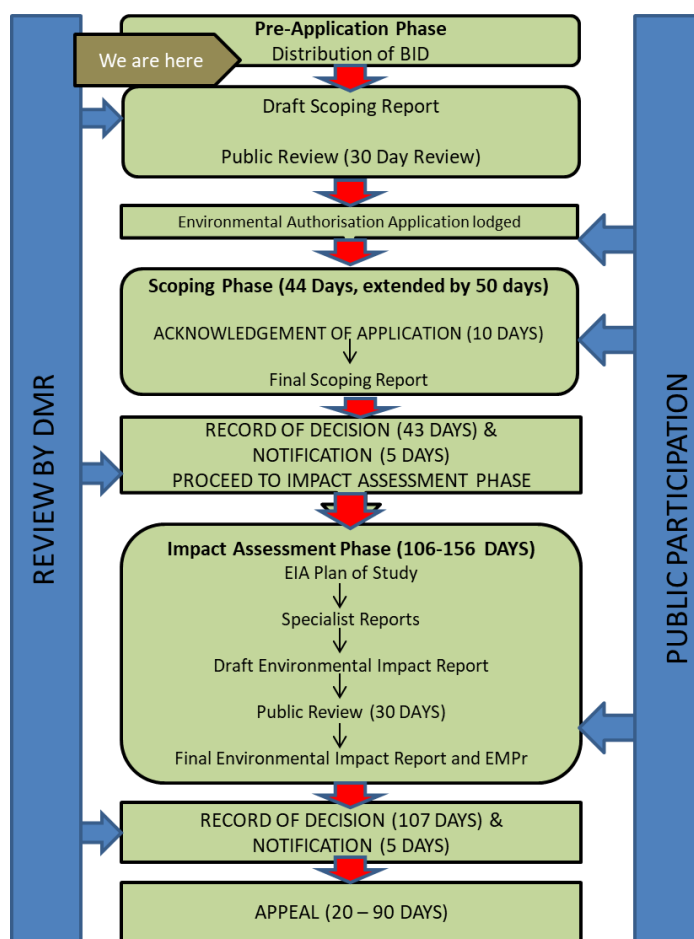 Pre-Application Phase
Distribution of BID
We are here
Draft Scoping Report
Public Review (30 Day Review)
Environmental Authorisation Application lodged
Scoping Phase (44 Days, extended by 50 days)
ACKNOWLEDGEMENT OF APPLICATION (10 DAYS)
Final Scoping Report
RECORD OF DECISION (43 DAYS) &
NOTIFICATION (5 DAYS)
PROCEED TO IMPACT ASSESSMENT PHASE
Impact Assessment Phase (106-156 DAYS)
EIA Plan of Study
Specialist Reports
Draft Environmental Impact Report
Public Review (30 DAYS)
Final Environmental Impact Report and EMPr
RECORD OF DECISION (107 DAYS) &
NOTIFICATION (5 DAYS)
APPEAL (20 – 90 DAYS)
REVIEW BY DMR
PUBLIC PARTICIPATION